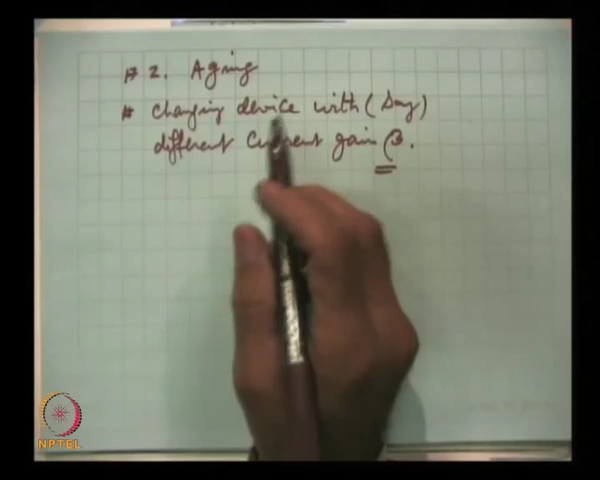 # 2. Aging
# Changing device with (say)
different current gain β.
NPTEL